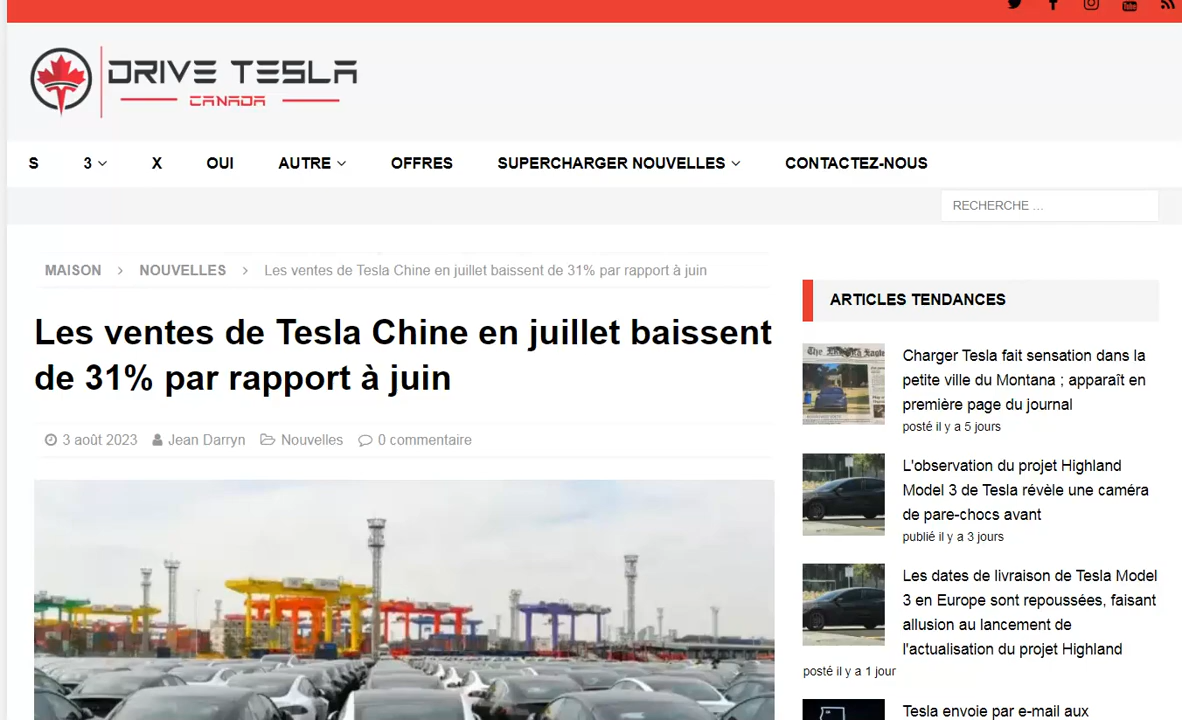 DRIVE TESLA
CANADA
S 3 X OUI AUTRE OFFRES SUPERCHARGER NOUVELLES CONTACTEZ-NOUS
RECHERCHE ...
MAISON > NOUVELLES > Les ventes de Tesla Chine en juillet baissent de 31% par rapport à juin
Les ventes de Tesla Chine en juillet baissent
de 31% par rapport à juin
3 août 2023 Jean Darryn Nouvelles 0 commentaire
ARTICLES TENDANCES
Charger Tesla fait sensation dans la
petite ville du Montana ; apparaît en
première page du journal
posté il y a 5 jours
L'observation du projet Highland
Model 3 de Tesla révèle une caméra
de pare-chocs avant
publié il y a 3 jours
Les dates de livraison de Tesla Model
3 en Europe sont repoussées, faisant
allusion au lancement de
l'actualisation du projet Highland
posté il y a 1 jour
Tesla envoie par e-mail aux